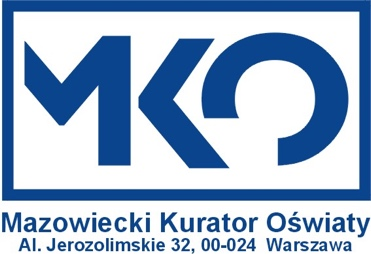 MKO
Mazowiecki Kurator Oświaty
Al. Jerozolimskie 32, 00-024 Warszawa